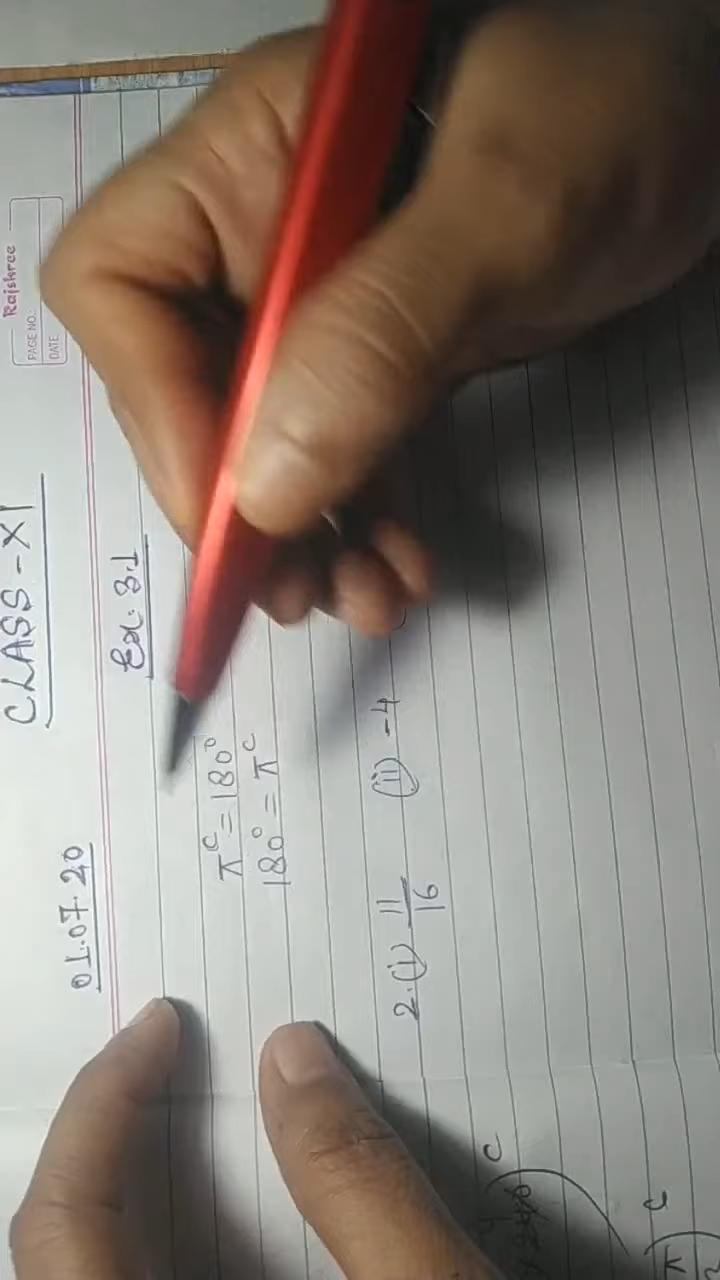 Rajshree
PAGE NO.:
DATE
CLASS - XI
01.07.20
Ex. 3.1
π^c = 180°
180° = π^c
2. (i) 11/16 (ii) -4
c
c
π